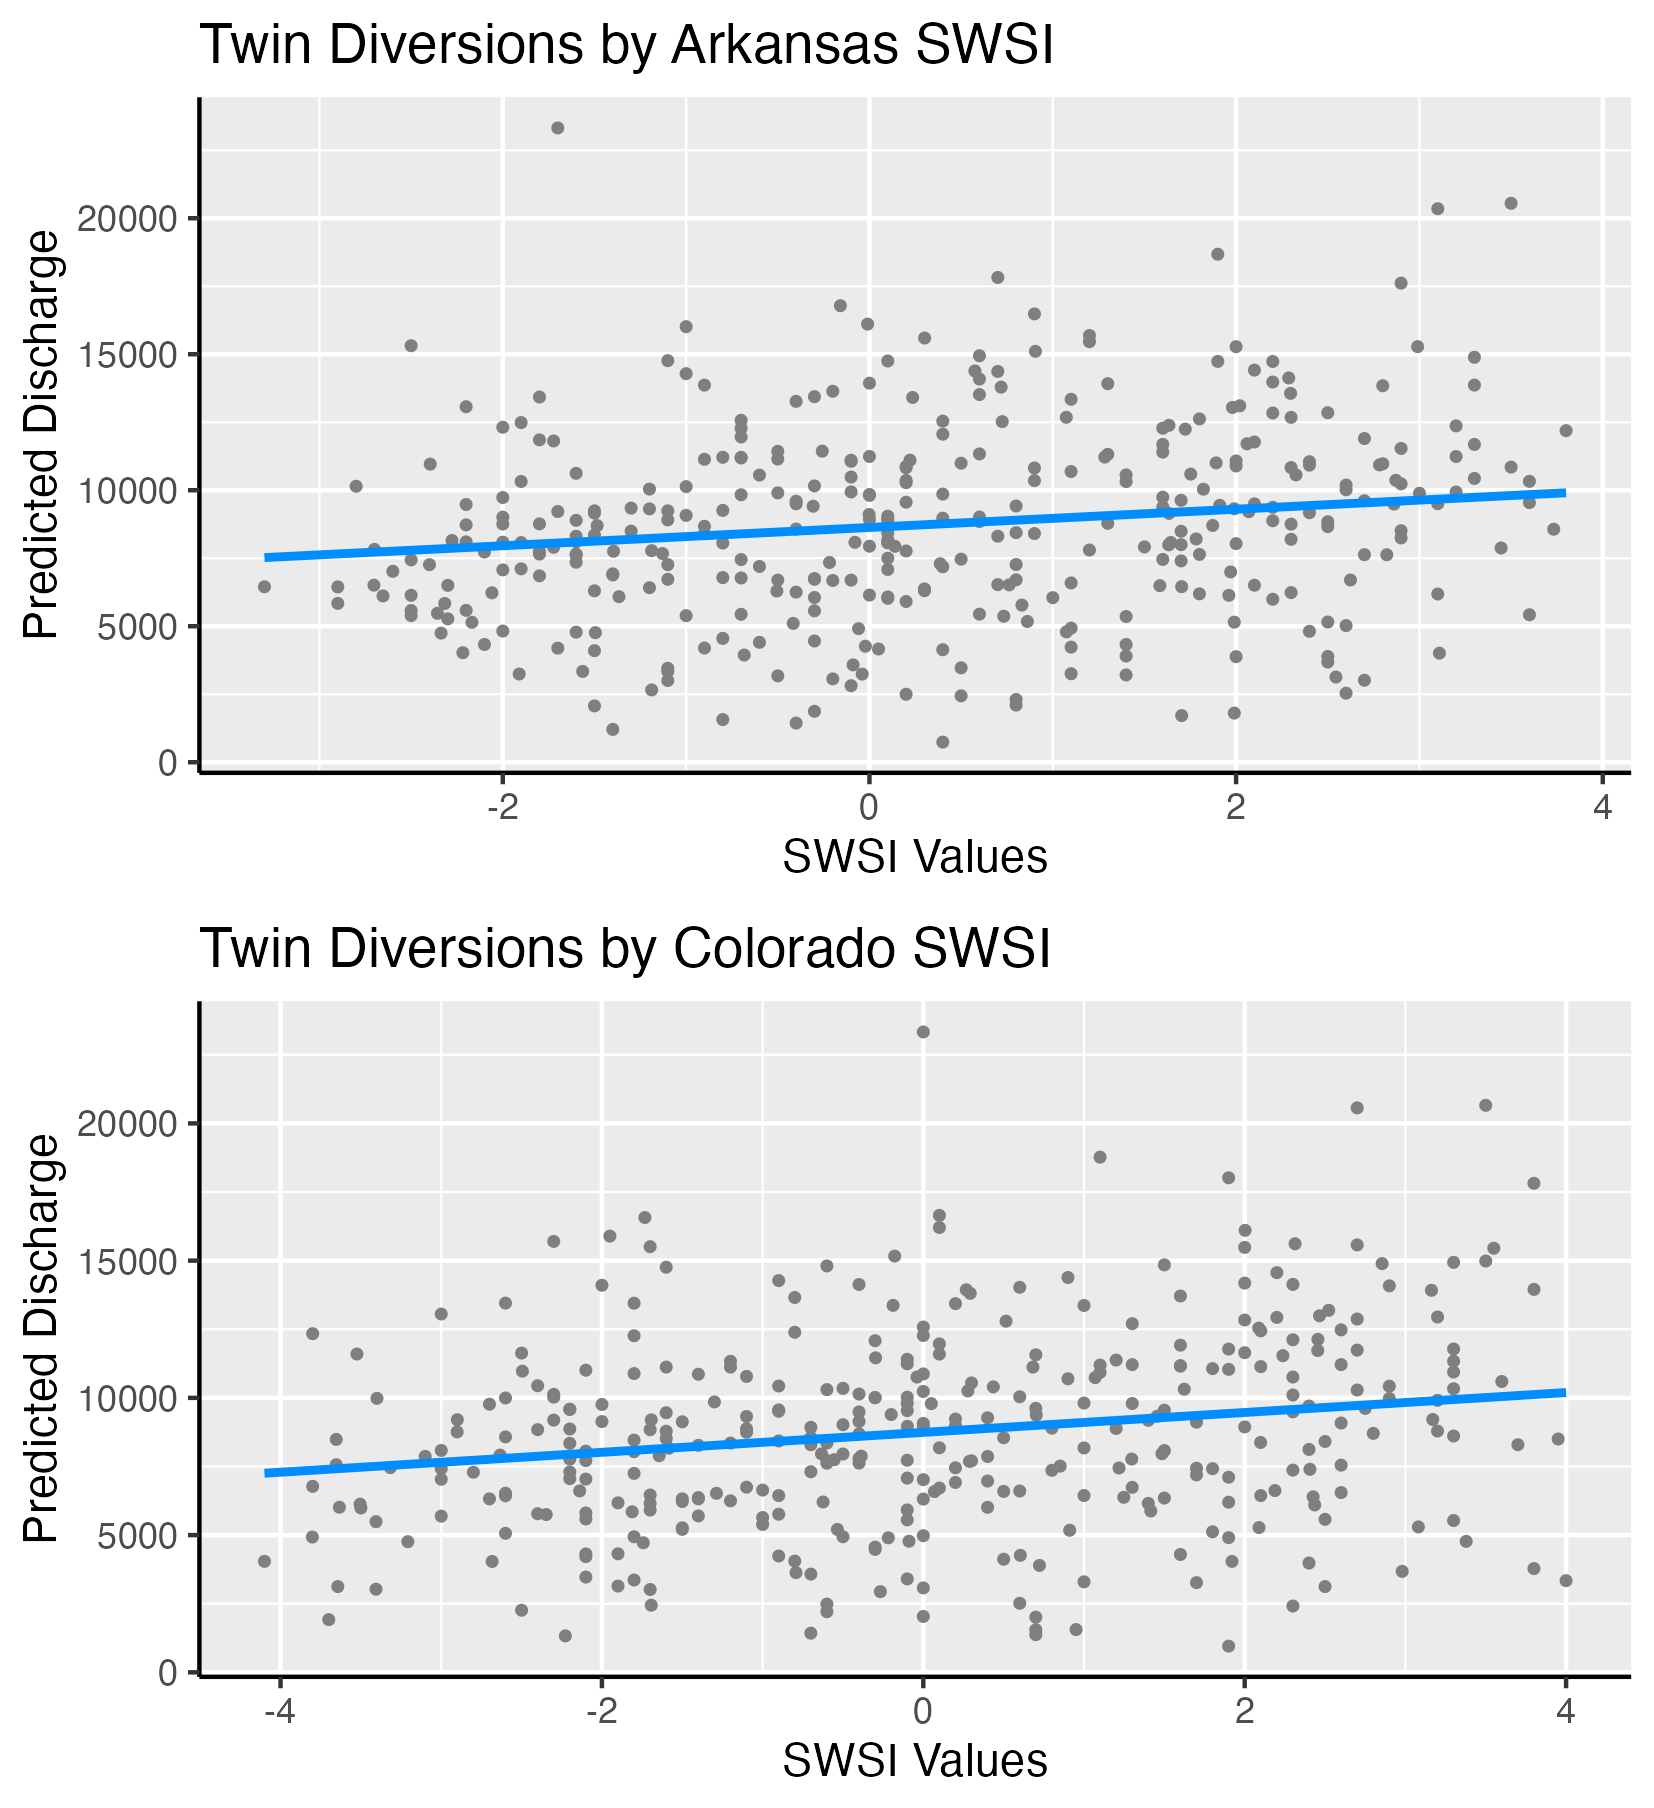 Twin Diversions by Arkansas SWSI
Predicted Discharge
20000
15000
10000
5000
0
-2 0 2 4
SWSI Values
Twin Diversions by Colorado SWSI
Predicted Discharge
20000
15000
10000
5000
0
-4 -2 0 2 4
SWSI Values